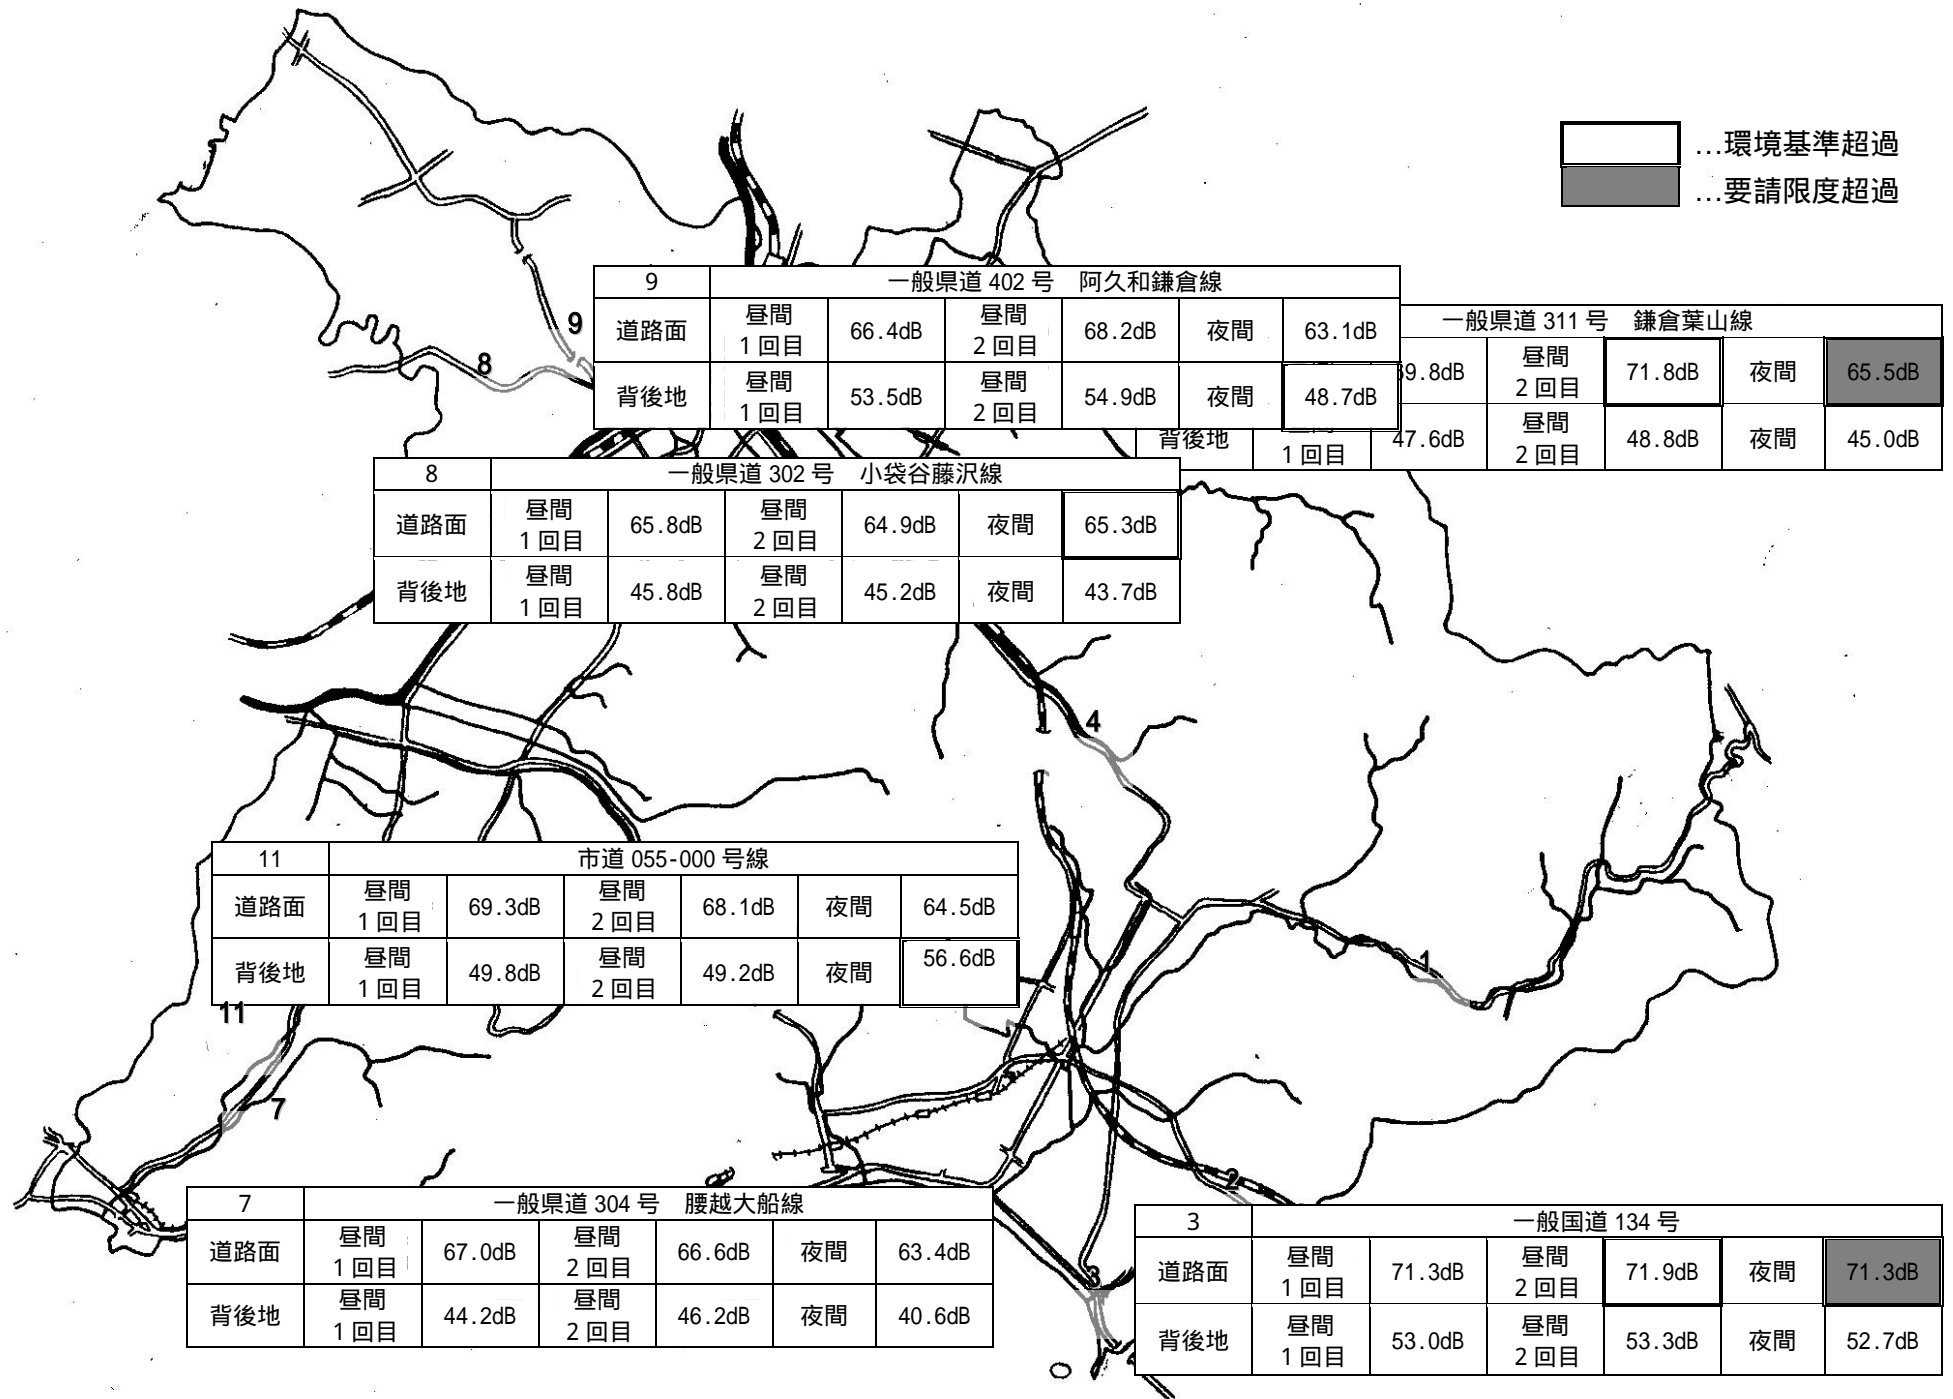 …環境基準超過
…要請限度超過
9 一般県道 402 号 阿久和鎌倉線
道路面 昼間 1 回目 66.4dB 昼間 2 回目 68.2dB 夜間 63.1dB
背後地 昼間 1 回目 53.5dB 昼間 2 回目 54.9dB 夜間 48.7dB
一般県道 311 号 鎌倉葉山線
9.8dB 昼間 2 回目 71.8dB 夜間 65.5dB
背後地 1 回目 47.6dB 昼間 2 回目 48.8dB 夜間 45.0dB
9
8
8 一般県道 302 号 小袋谷藤沢線
道路面 昼間 1 回目 65.8dB 昼間 2 回目 64.9dB 夜間 65.3dB
背後地 昼間 1 回目 45.8dB 昼間 2 回目 45.2dB 夜間 43.7dB
4
11 市道 055-000 号線
道路面 昼間 1 回目 69.3dB 昼間 2 回目 68.1dB 夜間 64.5dB
背後地 昼間 1 回目 49.8dB 昼間 2 回目 49.2dB 夜間 56.6dB
1
11
7
2
7 一般県道 304 号 腰越大船線
道路面 昼間 1 回目 67.0dB 昼間 2 回目 66.6dB 夜間 63.4dB
背後地 昼間 1 回目 44.2dB 昼間 2 回目 46.2dB 夜間 40.6dB
3
3 一般国道 134 号
道路面 昼間 1 回目 71.3dB 昼間 2 回目 71.9dB 夜間 71.3dB
背後地 昼間 1 回目 53.0dB 昼間 2 回目 53.3dB 夜間 52.7dB